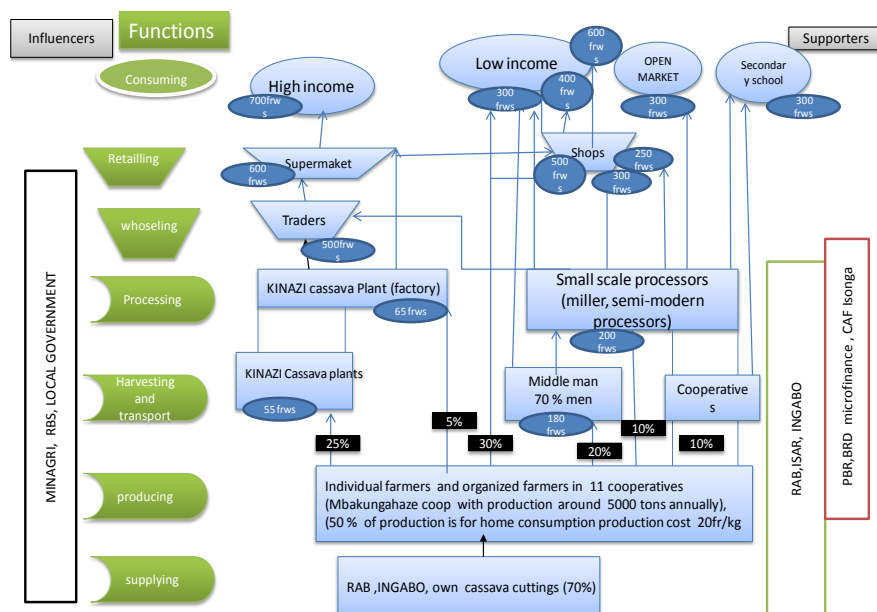 Influencers
Functions
Supporters
Consuming
High income
700frw
s
Low income
600
frws
400
frws
300
frws
OPEN
MARKET
300
frws
Secondar
y school
300
frws
Retailling
Supermaket
600
frws
Shops
250
frws
500
frw
s
300
frws
whoseling
Traders
500frw
s
Processing
KINAZI cassava Plant (factory)
65 frws
Small scale processors
(miller, semi-modern
processors)
200
frws
Harvesting
and
transport
KINAZI Cassava plants
55 frws
Middle man
70 % men
180
frws
Cooperative
s
25%
5%
30%
20%
10%
10%
producing
Individual farmers and organized farmers in 11 cooperatives
(Mbakungahaze coop with production around 5000 tons annually),
(50 % of production is for home consumption production cost 20fr/kg
supplying
RAB ,INGABO, own cassava cuttings (70%)
MINAGRI, RBS, LOCAL GOVERNMENT
RAB,ISAR, INGABO
PBR,BRD microfinance , CAF Isonga